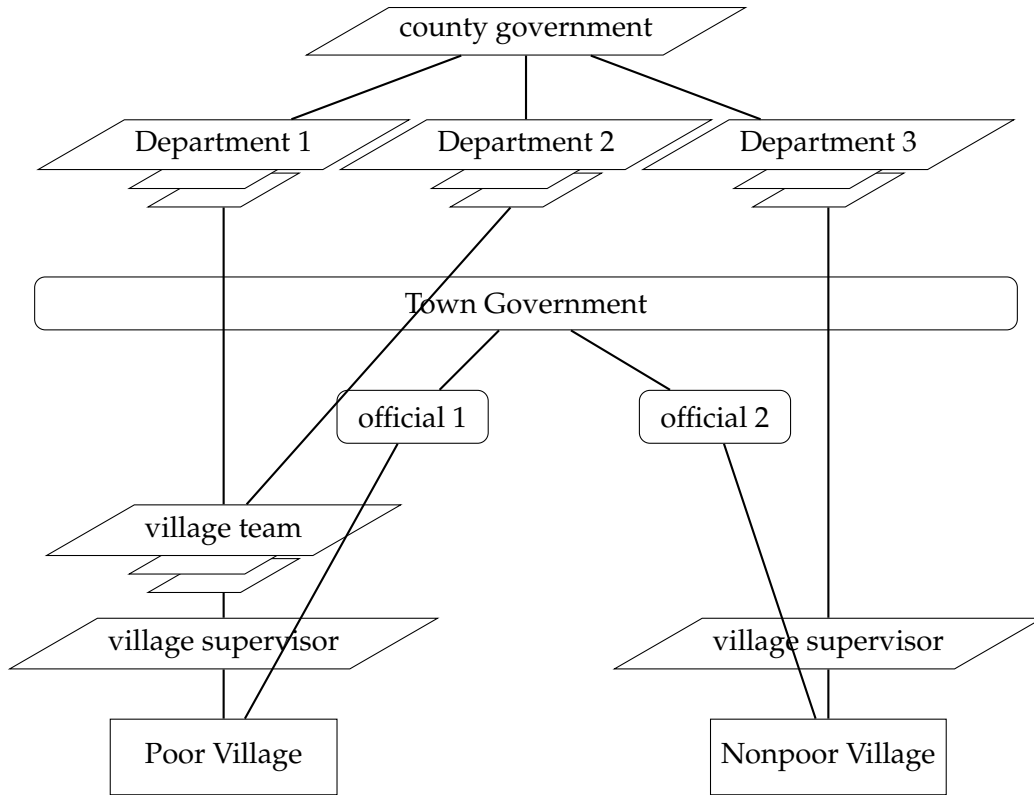 county government
Department 1
Department 2
Department 3
Town Government
official 1
official 2
village team
village supervisor
village supervisor
Poor Village
Nonpoor Village